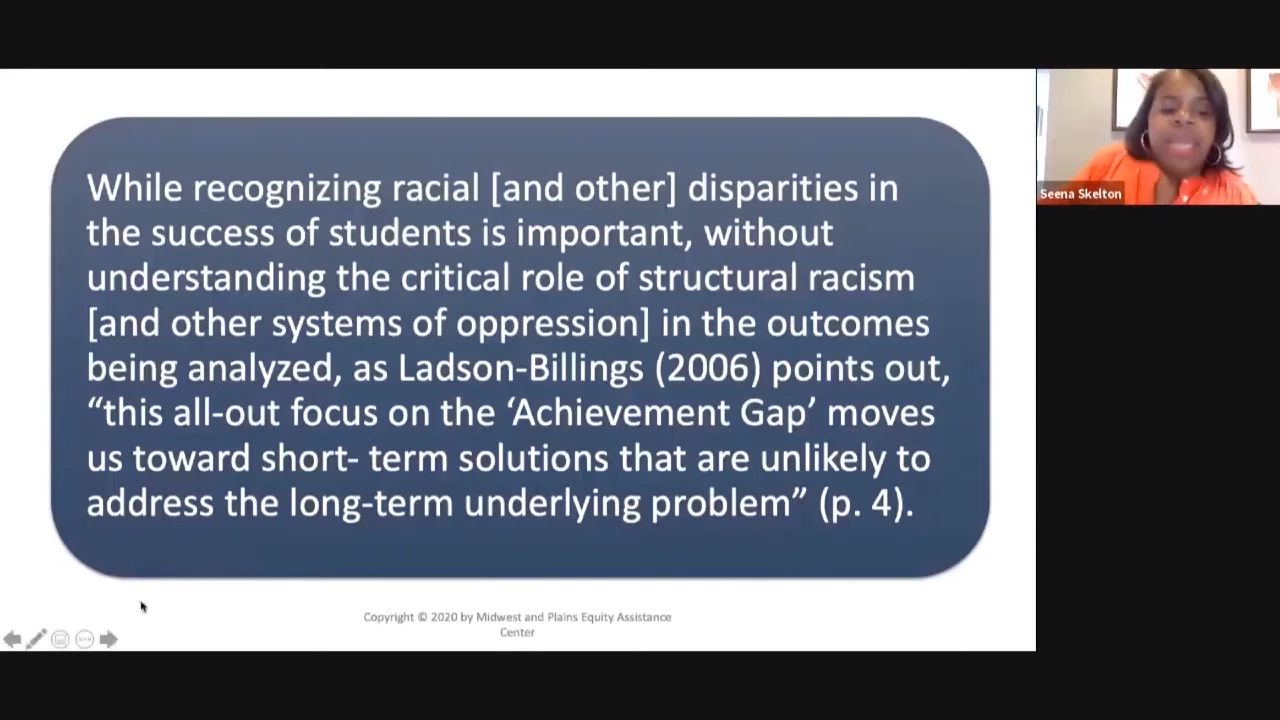 While recognizing racial [and other] disparities in
the success of students is important, without
understanding the critical role of structural racism
[and other systems of oppression] in the outcomes
being analyzed, as Ladson-Billings (2006) points out,
“this all-out focus on the ‘Achievement Gap’ moves
us toward short- term solutions that are unlikely to
address the long-term underlying problem” (p. 4).
Copyright © 2020 by Midwest and Plains Equity Assistance
Center
Seena Skelton